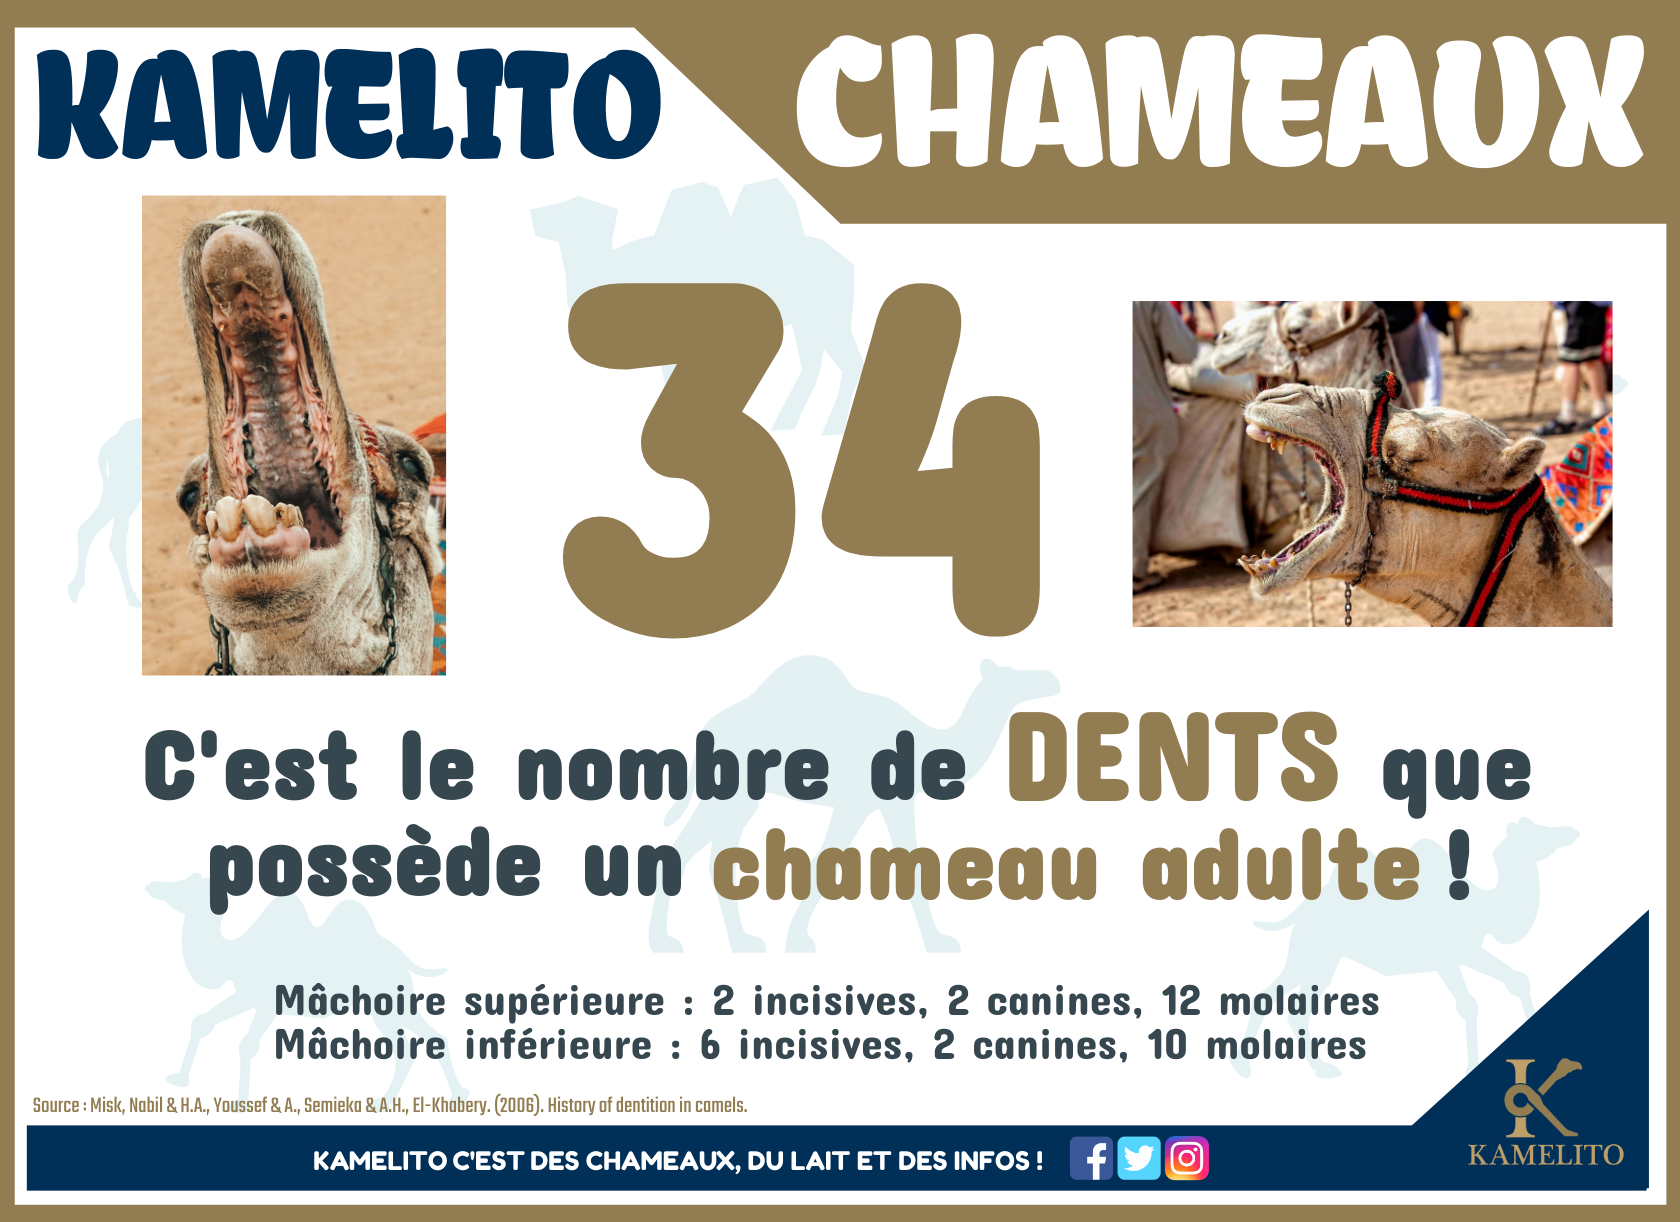 KAMELITO
CHAMEAUX
34
C'est le nombre de DENTS que
possède un chameau adulte !
Mâchoire supérieure : 2 incisives, 2 canines, 12 molaires
Mâchoire inférieure : 6 incisives, 2 canines, 10 molaires
Source : Misk, Nabil & H.A., Youssef & A., Semieka & A.H., El-Khabery. (2006). History of dentition in camels.
KAMELITO C'EST DES CHAMEAUX, DU LAIT ET DES INFOS !
KAMELITO